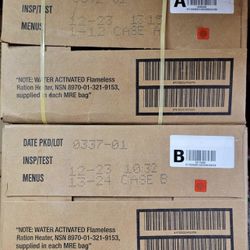 INSP/TEST 12-23 12:15
MENUS 1-12 CASE A
A
"NOTE: WATER ACTIVATED Flameless
Ration Heater, NSN 8970-01-321-9153,
supplied in each MRE bag"
DATE PKD/LOT 0337-01
INSP/TEST
12-23 10:32
MENUS 13-24 CASE B
B
"NOTE: WATER ACTIVATED Flameless
Ration Heater, NSN 8970-01-321-9153,
supplied in each MRE bag"